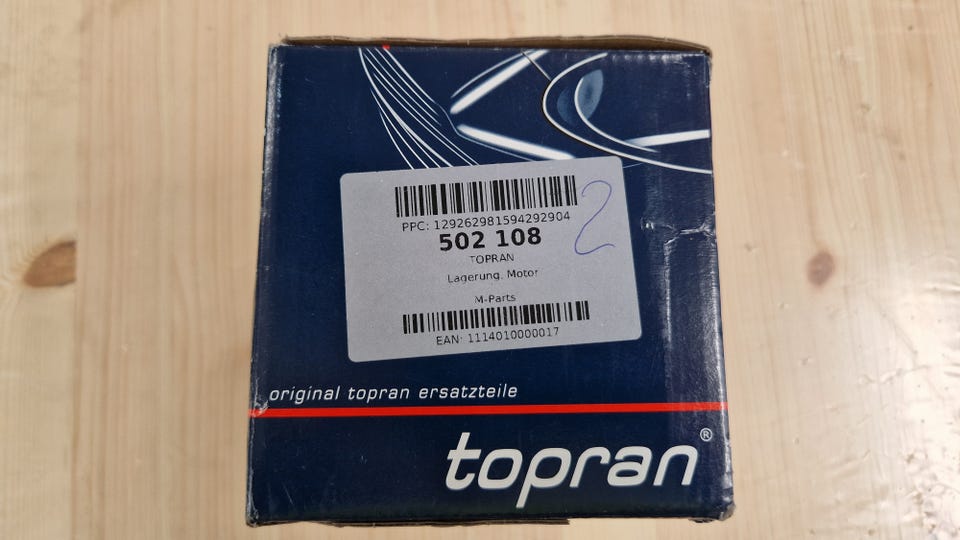 PPC: 129262981594292904
502 108
2
TOPRAN
Lagerung, Motor
M-Parts
EAN: 1114010000017
original topran ersatzteile
topran®